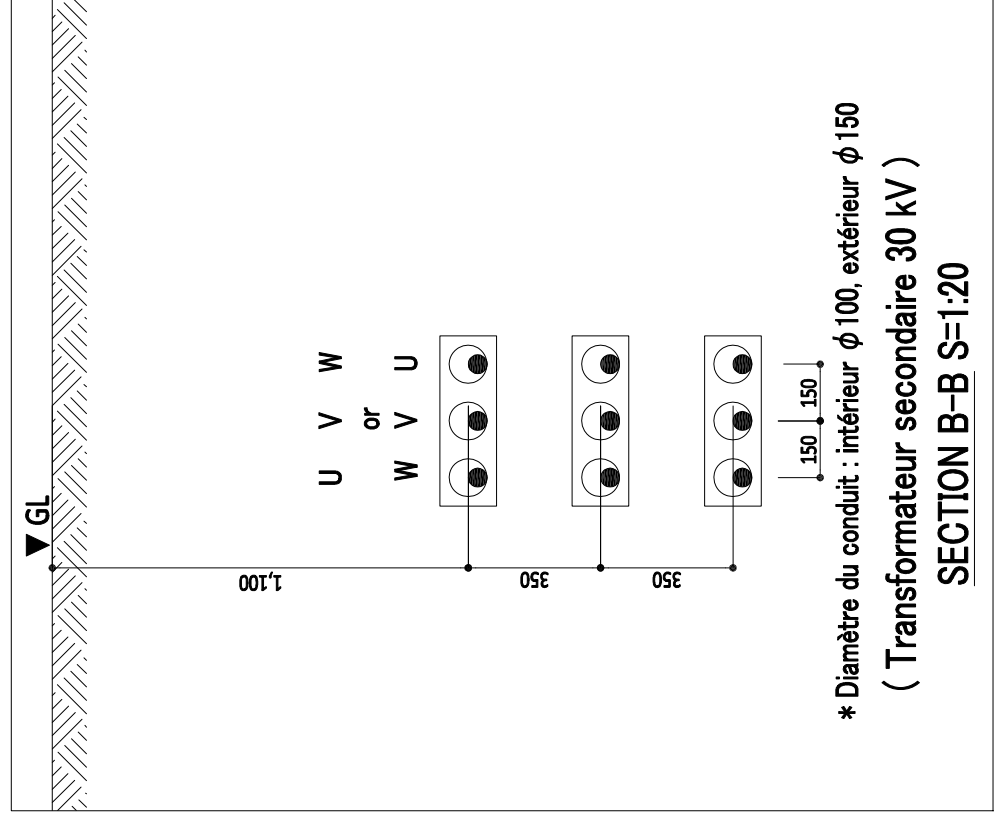 ▼ GL
U V W
or
W V U
1,100
350
350
150 150
* Diamètre du conduit : intérieur ϕ100, extérieur ϕ150
( Transformateur secondaire 30 kV )
SECTION B-B S=1:20